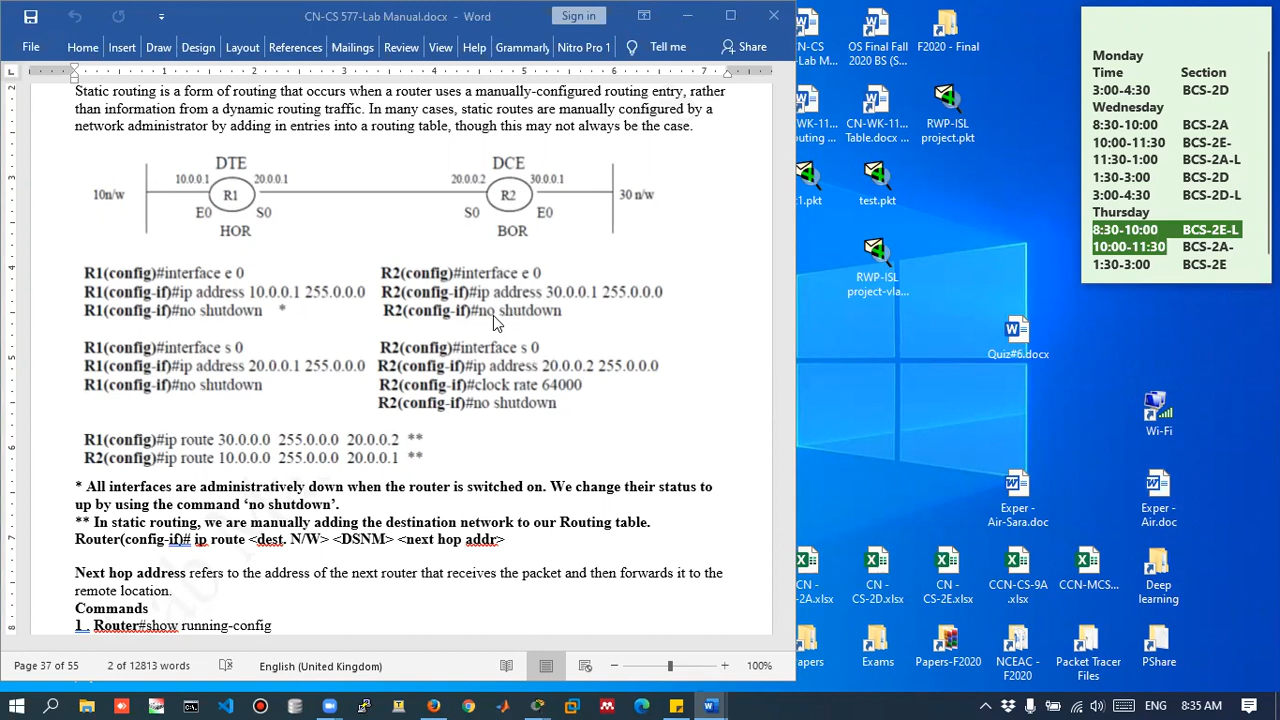 CN-CS 577-Lab Manual.docx - Word
Sign in
File Home Insert Draw Design Layout References Mailings Review View Help Grammarly Nitro Pro 1 Tell me Share
1 2 3 4 5 6 7
Static routing is a form of routing that occurs when a router uses a manually-configured routing entry, rather
than information from a dynamic routing traffic. In many cases, static routes are manually configured by a
network administrator by adding in entries into a routing table, though this may not always be the case.
DTE DCE
10.0.0.1 20.0.0.1 20.0.0.2 30.0.0.1
10n/w R1 R2 30 n/w
E0 S0 S0 E0
HOR BOR
R1(config)#interface e 0 R2(config)#interface e 0
R1(config-if)#ip address 10.0.0.1 255.0.0.0 R2(config-if)#ip address 30.0.0.1 255.0.0.0
R1(config-if)#no shutdown * R2(config-if)#no shutdown
R1(config)#interface s 0 R2(config)#interface s 0
R1(config-if)#ip address 20.0.0.1 255.0.0.0 R2(config-if)#ip address 20.0.0.2 255.0.0.0
R1(config-if)#no shutdown R2(config-if)#clock rate 64000
R2(config-if)#no shutdown
R1(config)#ip route 30.0.0.0 255.0.0.0 20.0.0.2 **
R2(config)#ip route 10.0.0.0 255.0.0.0 20.0.0.1 **
* All interfaces are administratively down when the router is switched on. We change their status to
up by using the command ‘no shutdown’.
** In static routing, we are manually adding the destination network to our Routing table.
Router(config-if)# ip route <dest. N/W> <DSNM> <next hop addr>
Next hop address refers to the address of the next router that receives the packet and then forwards it to the
remote location.
Commands
1 . Router#show running-config
Page 37 of 55 2 of 12813 words English (United Kingdom) 100%
CN-CS
-Lab M...
OS Final Fall
2020 BS (S...
F2020 - Final
CN-WK-11...
Table.docx
RWP-ISL
project.pkt
1.pkt
test.pkt
RWP-ISL
project-vla...
Quiz#6.docx
Wi-Fi
Exper -
Air-Sara.doc
Exper -
Air.doc
CN -
-2A.xlsx
CN -
CS-2D.xlsx
CN -
CS-2E.xlsx
CCN-CS-9A
.xlsx
CCN-MCS...
Deep
learning
Exams
Papers-F2020
NCEAC -
F2020
Packet Tracer
Files
PShare
Monday
Time Section
3:00-4:30 BCS-2D
Wednesday
8:30-10:00 BCS-2A
10:00-11:30 BCS-2E-
11:30-1:00 BCS-2A-L
1:30-3:00 BCS-2D
3:00-4:30 BCS-2D-L
Thursday
8:30-10:00 BCS-2E-L
10:00-11:30 BCS-2A-
1:30-3:00 BCS-2E
ENG 8:35 AM